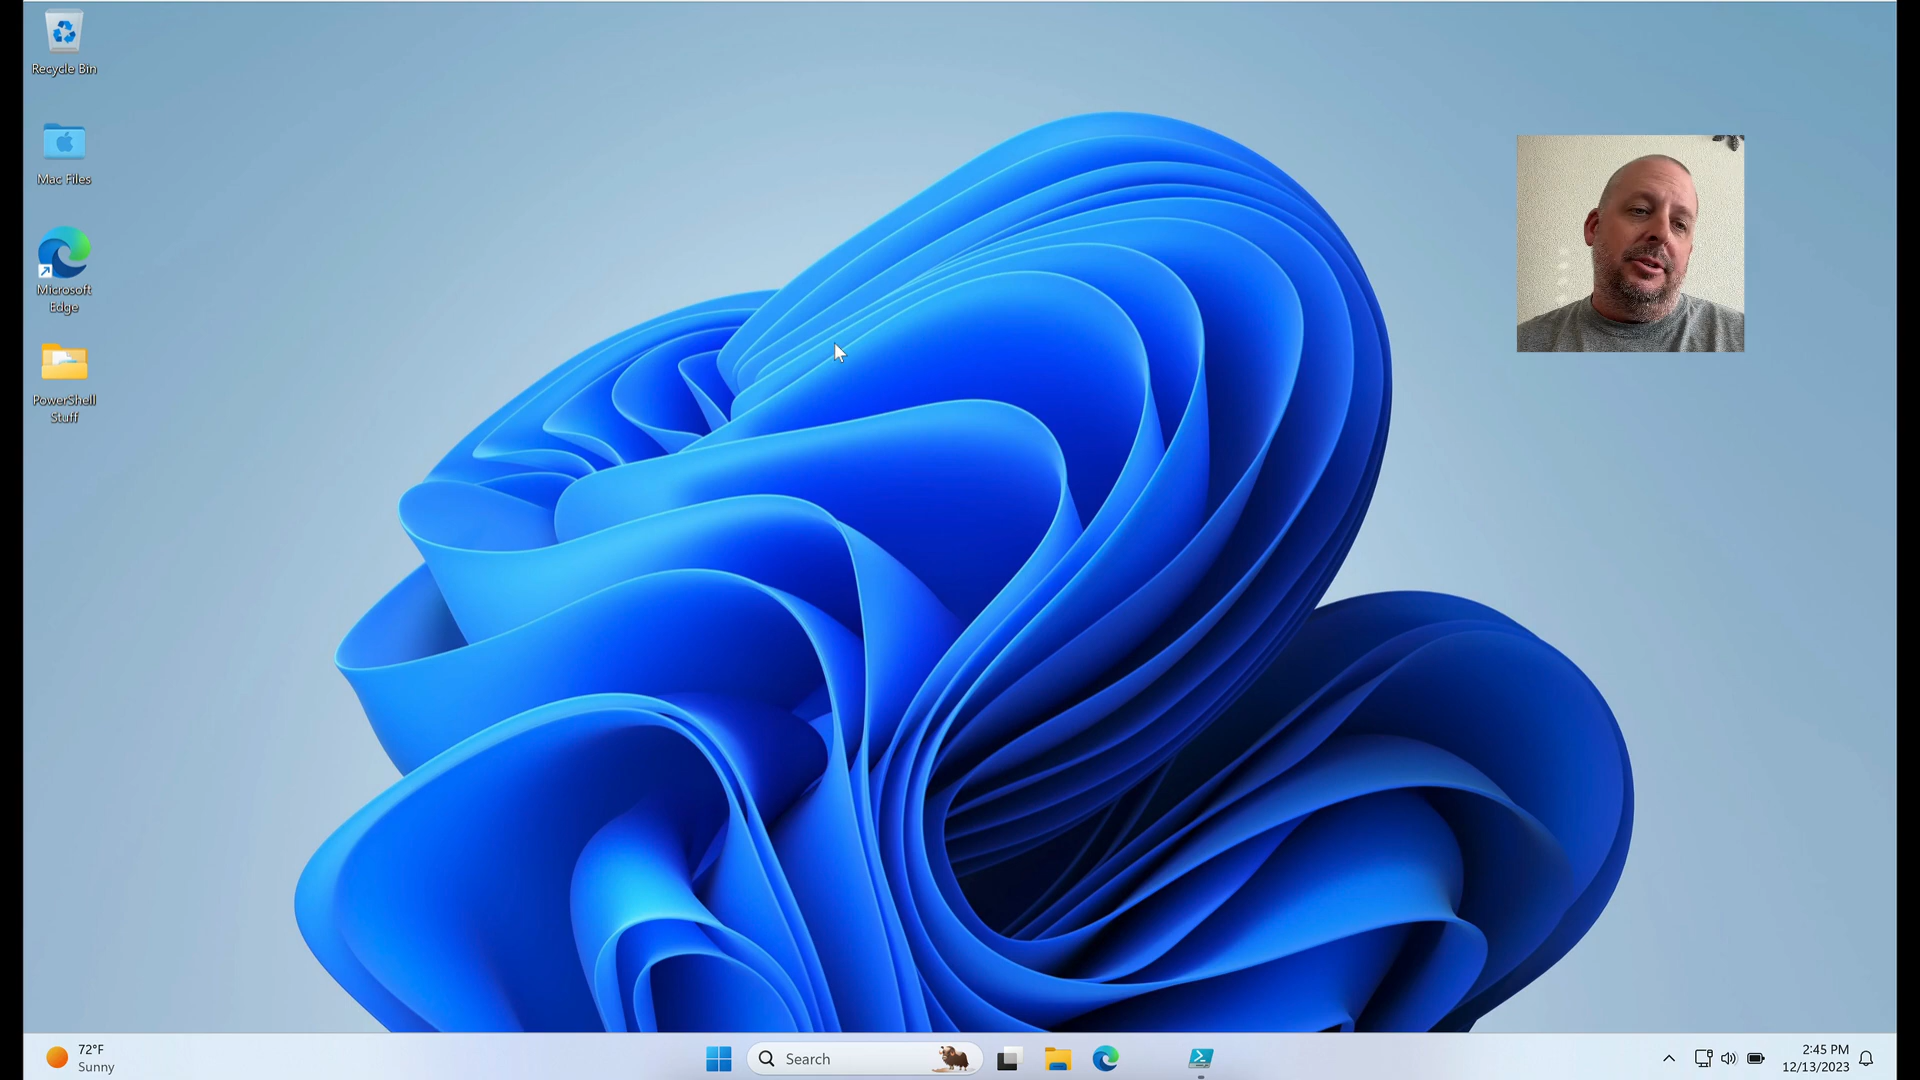 Recycle Bin
Mac Files
Microsoft
Edge
PowerShell
Stuff
72°F
Sunny
Search
2:45 PM
12/13/2023